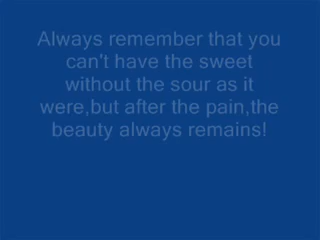 Always remember that you
can't have the sweet
without the sour as it
were,but after the pain,the
beauty always remains!